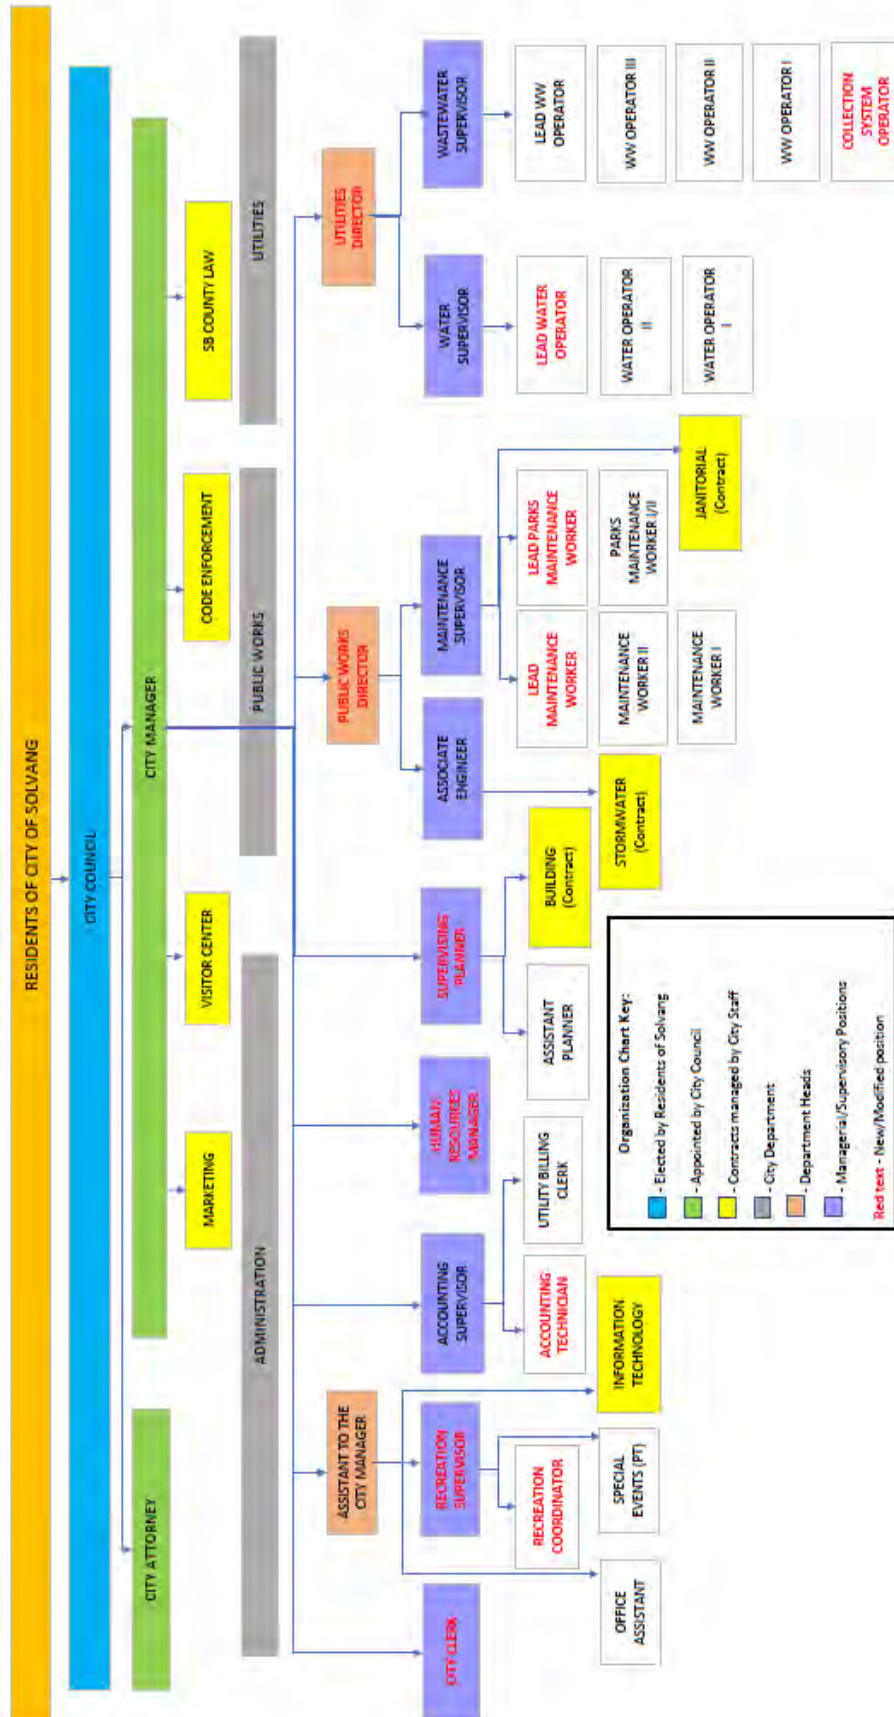 RESIDENTS OF CITY OF SOLVANG
CITY COUNCIL
CITY ATTORNEY
CITY MANAGER
MARKETING
VISITOR CENTER
CODE ENFORCEMENT
SB COUNTY LAW
ADMINISTRATION
PUBLIC WORKS
UTILITIES
ASSISTANT TO THE
CITY MANAGER
PUBLIC WORKS
DIRECTOR
UTILITIES
DIRECTOR
CITY CLERK
RECREATION
SUPERVISOR
ACCOUNTING
SUPERVISOR
HUMAN
RESOURCES
MANAGER
SUPERVISING
PLANNER
ASSOCIATE
ENGINEER
MAINTENANCE
SUPERVISOR
WATER
SUPERVISOR
WASTEWATER
SUPERVISOR
RECREATION
COORDINATOR
ACCOUNTING
TECHNICIAN
UTILITY BILLING
CLERK
ASSISTANT
PLANNER
BUILDING
(Contract)
LEAD
MAINTENANCE
WORKER
LEAD PARKS
MAINTENANCE
WORKER
LEAD WATER
OPERATOR
LEAD WW
OPERATOR
OFFICE
ASSISTANT
SPECIAL
EVENTS (PT)
INFORMATION
TECHNOLOGY
STORMWATER
(Contract)
MAINTENANCE
WORKER II
PARKS
MAINTENANCE
WORKER I/II
WATER OPERATOR
II
WW OPERATOR III
MAINTENANCE
WORKER I
JANITORIAL
(Contract)
WATER OPERATOR
I
WW OPERATOR II
WW OPERATOR I
COLLECTION
SYSTEM
OPERATOR
Organization Chart Key:
- Elected by Residents of Solvang
- Appointed by City Council
- Contracts managed by City Staff
- City Department
- Department Heads
- Managerial/Supervisory Positions
Red text - New/Modified position